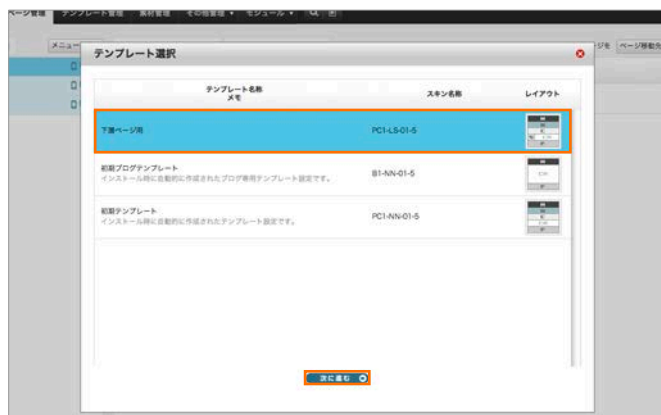 ページ管理 テンプレート管理 素材管理 その他管理 モジュール
メニュー
テンプレート選択
ページ移動先
テンプレート名称
メモ
スキン名称
レイアウト
下層ページ用
PC1-LS-01-5
初期ブログテンプレート
インストール時に自動的に作成されたブログ専用テンプレート設定です。
B1-NN-01-5
初期テンプレート
インストール時に自動的に作成されたテンプレート設定です。
PC1-NN-01-5
次に進む